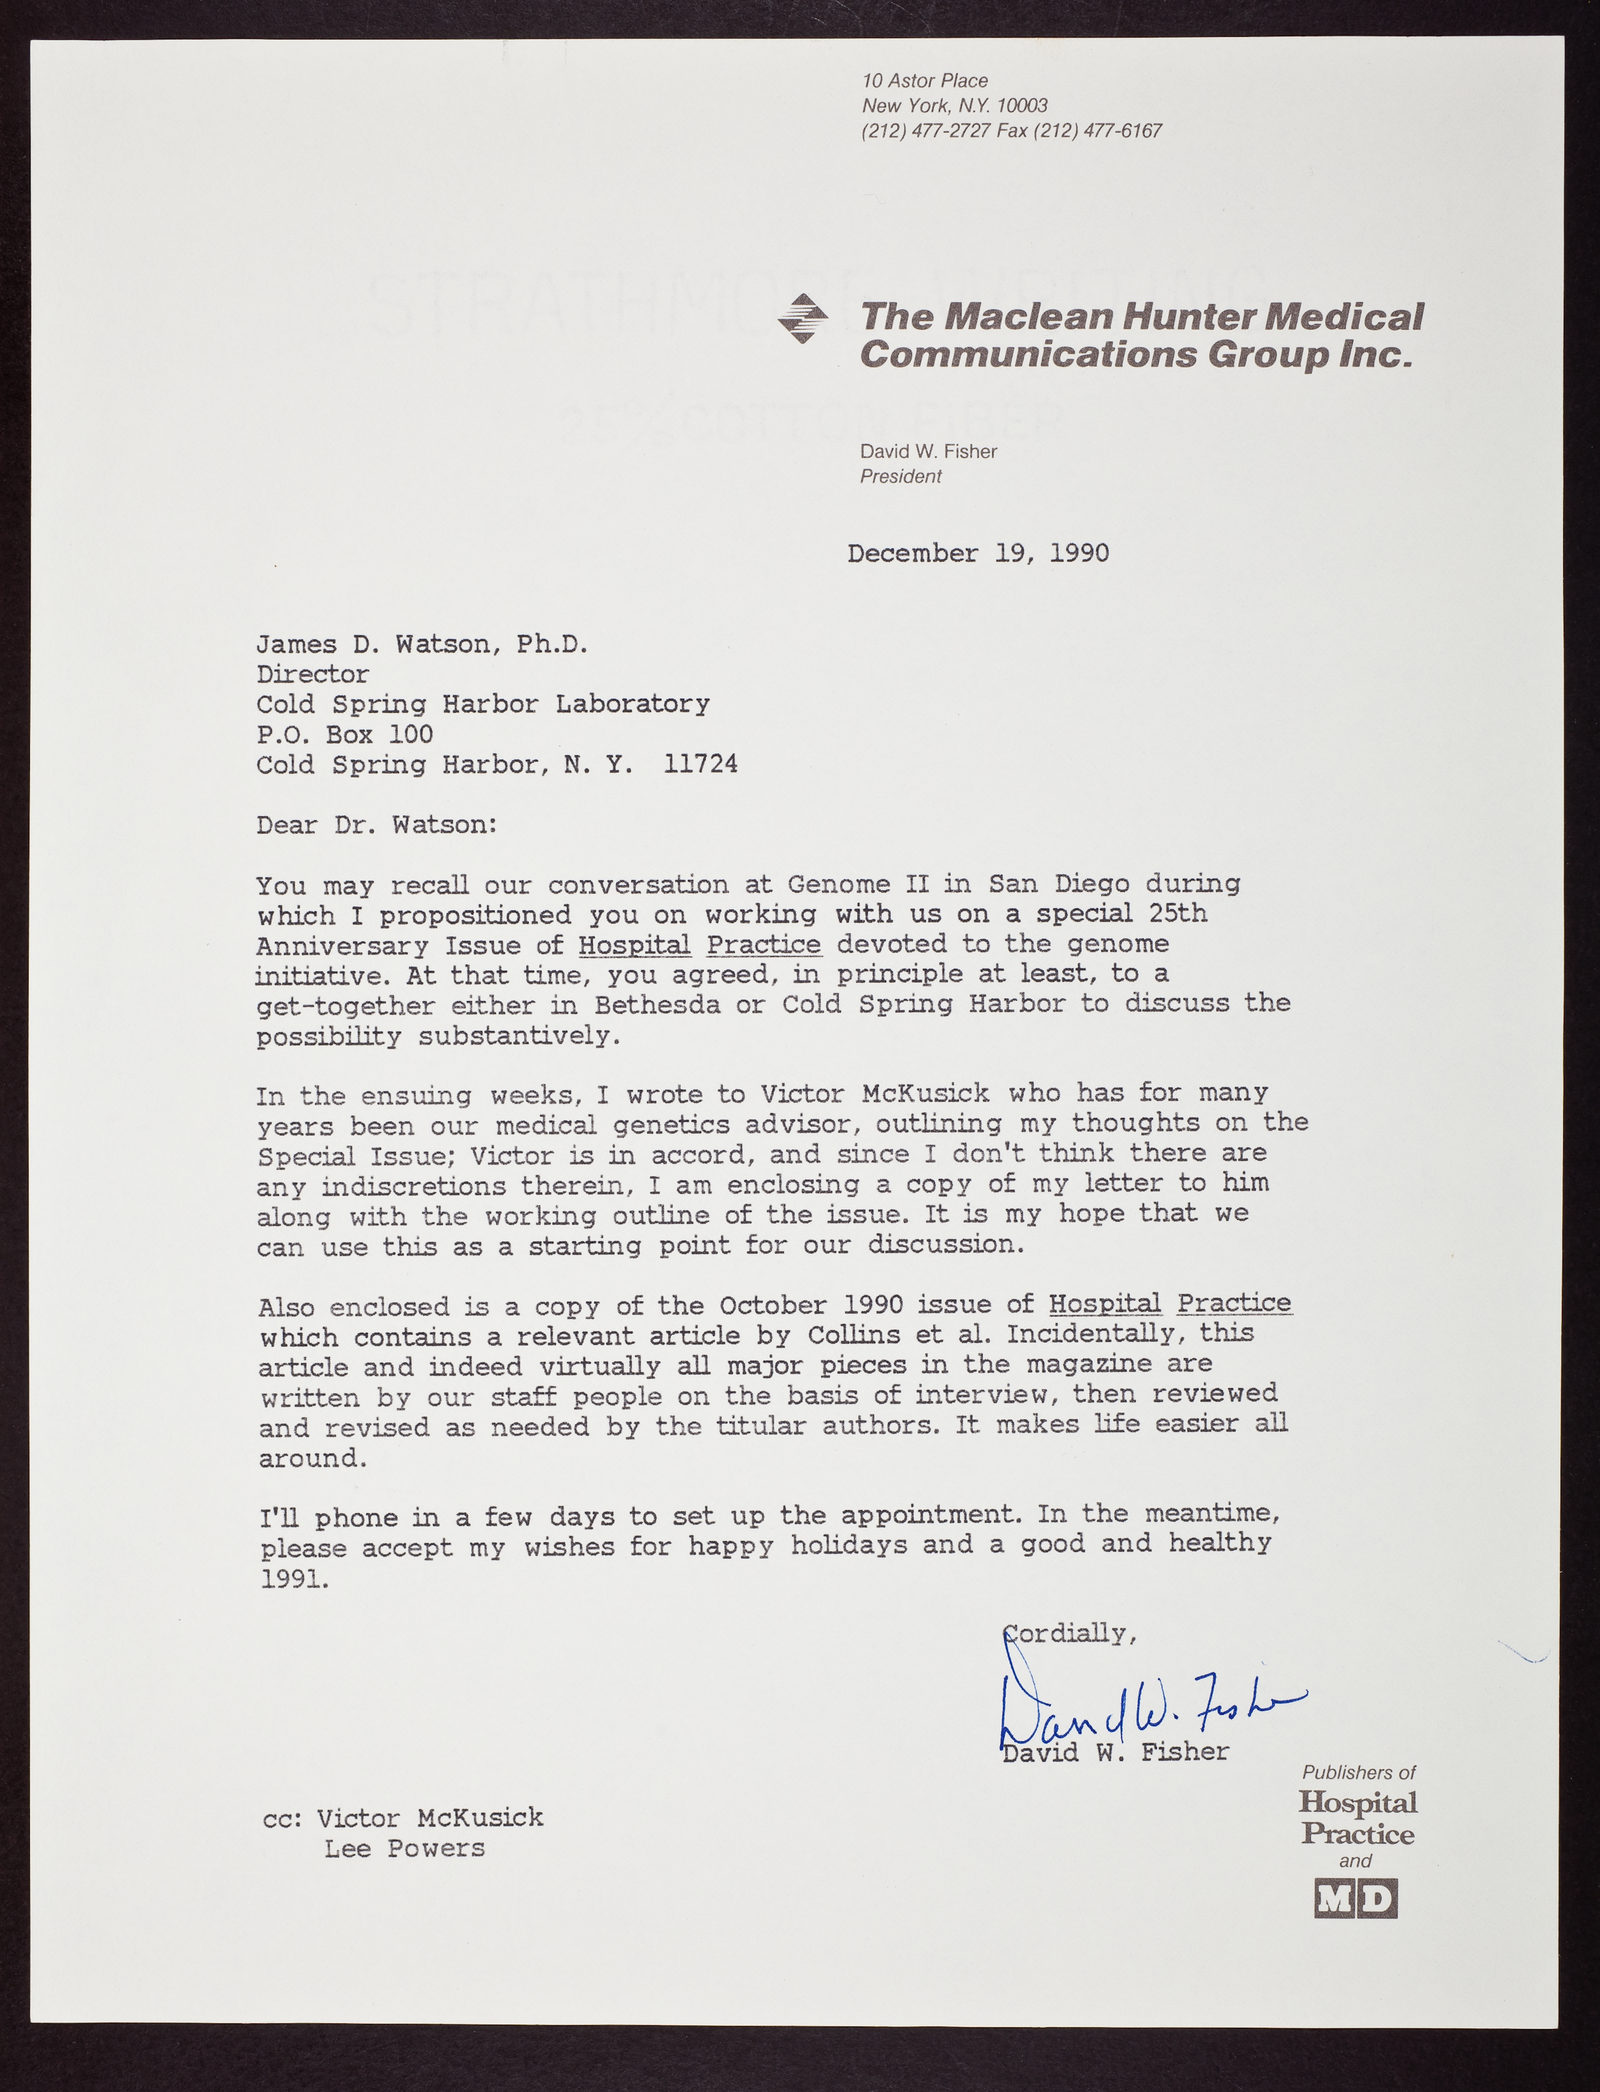 10 Astor Place
New York, N.Y. 10003
(212) 477-2727 Fax (212) 477-6167
STRATHMORE WRITING
The Maclean Hunter Medical
Communications Group Inc.
25% COTTON FIBER
David W. Fisher
President
December 19, 1990
James D. Watson, Ph.D.
Director
Cold Spring Harbor Laboratory
P.O. Box 100
Cold Spring Harbor, N. Y.  11724
Dear Dr. Watson:
You may recall our conversation at Genome II in San Diego during
which I propositioned you on working with us on a special 25th
Anniversary Issue of Hospital Practice devoted to the genome
initiative. At that time, you agreed, in principle at least, to a
get-together either in Bethesda or Cold Spring Harbor to discuss the
possibility substantively.
In the ensuing weeks, I wrote to Victor McKusick who has for many
years been our medical genetics advisor, outlining my thoughts on the
Special Issue; Victor is in accord, and since I don't think there are
any indiscretions therein, I am enclosing a copy of my letter to him
along with the working outline of the issue. It is my hope that we
can use this as a starting point for our discussion.
Also enclosed is a copy of the October 1990 issue of Hospital Practice
which contains a relevant article by Collins et al. Incidentally, this
article and indeed virtually all major pieces in the magazine are
written by our staff people on the basis of interview, then reviewed
and revised as needed by the titular authors. It makes life easier all
around.
I'll phone in a few days to set up the appointment. In the meantime,
please accept my wishes for happy holidays and a good and healthy
1991.
Cordially,
David W. Fisher
David W. Fisher
Publishers of
Hospital
Practice
and
MD
cc: Victor McKusick
Lee Powers